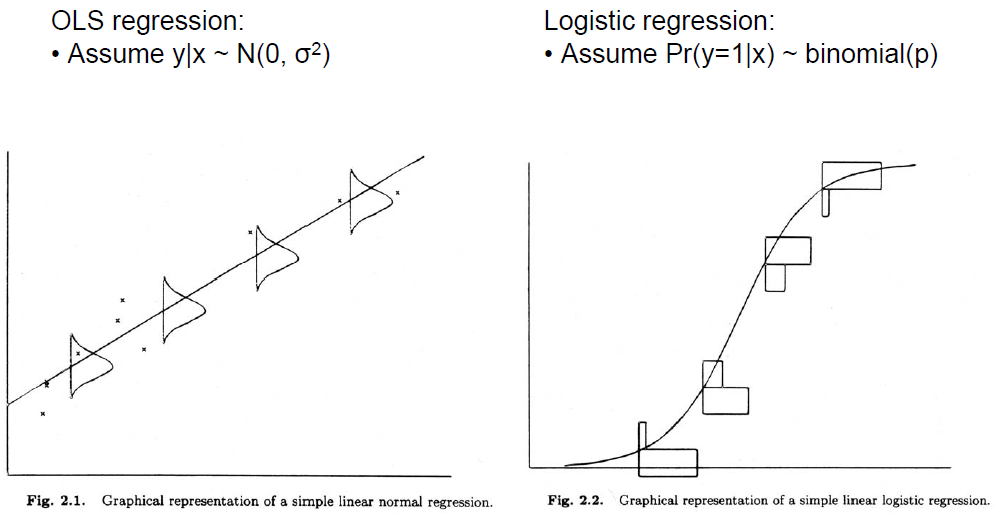 OLS regression:
• Assume y|x ~ N(0, σ²)
Logistic regression:
• Assume Pr(y=1|x) ~ binomial(p)
Fig. 2.1. Graphical representation of a simple linear normal regression.
Fig. 2.2. Graphical representation of a simple linear logistic regression.